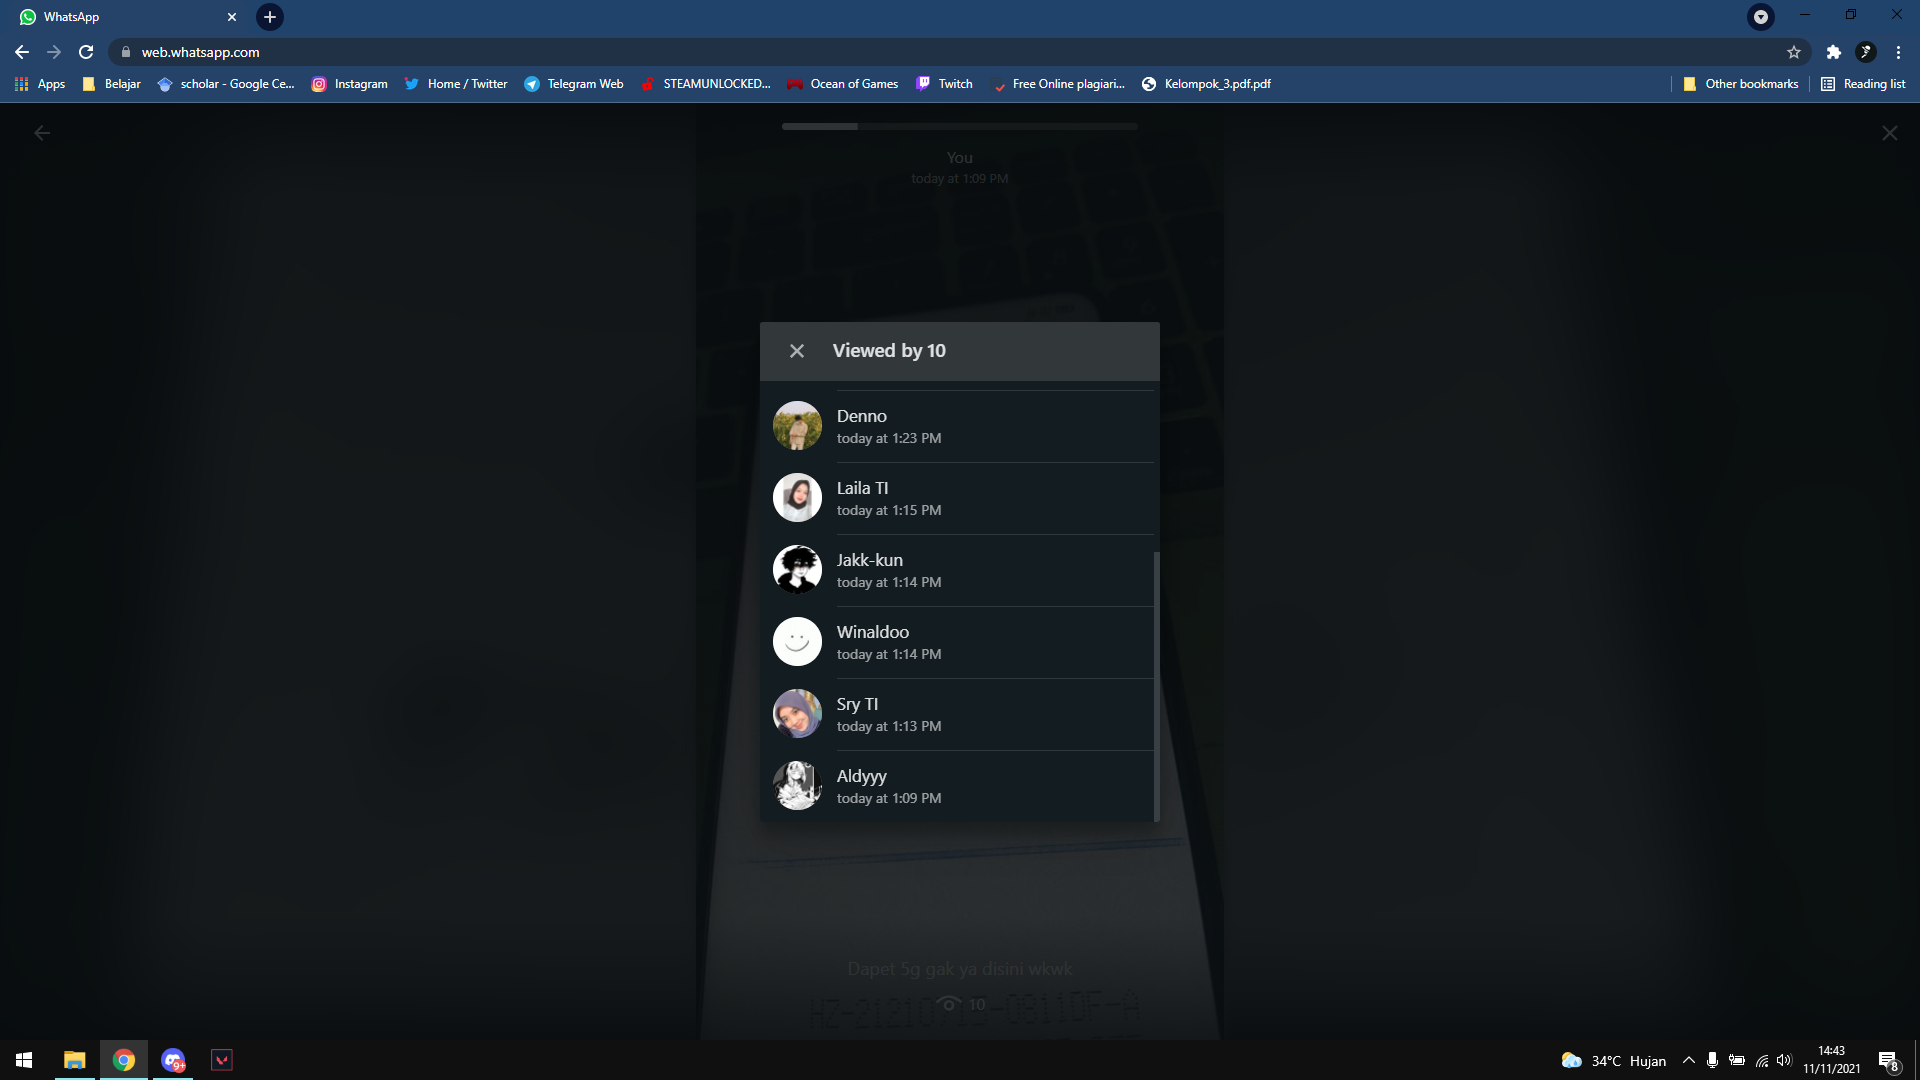 WhatsApp
web.whatsapp.com
Apps
Belajar
scholar - Google Ce...
Instagram
Home / Twitter
Telegram Web
STEAMUNLOCKED...
Ocean of Games
Twitch
Free Online plagiari...
Kelompok_3.pdf.pdf
Other bookmarks
Reading list
You
today at 1:09 PM
Viewed by 10
Denno
today at 1:23 PM
Laila TI
today at 1:15 PM
Jakk-kun
today at 1:14 PM
Winaldoo
today at 1:14 PM
Sry TI
today at 1:13 PM
Aldyyy
today at 1:09 PM
Dapet 5g gak ya disini wkwk
10
9+
34°C Hujan
14:43
11/11/2021
8